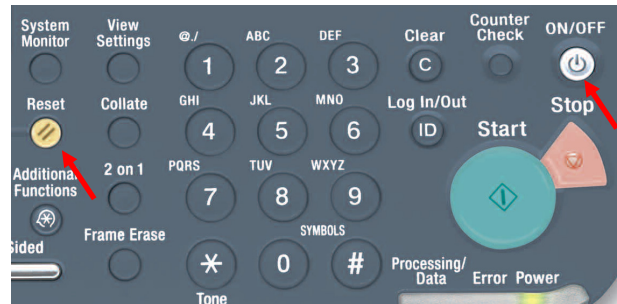 System
Monitor
View
Settings
@./
ABC
DEF
Clear
Counter
Check
ON/OFF
1
2
3
C
Reset
Collate
GHI
JKL
MNO
Log In/Out
Stop
4
5
6
ID
Start
Additional
Functions
2 on 1
PQRS
TUV
WXYZ
7
8
9
Frame Erase
SYMBOLS
*
0
#
Processing/
Data
Error
Power
Tone